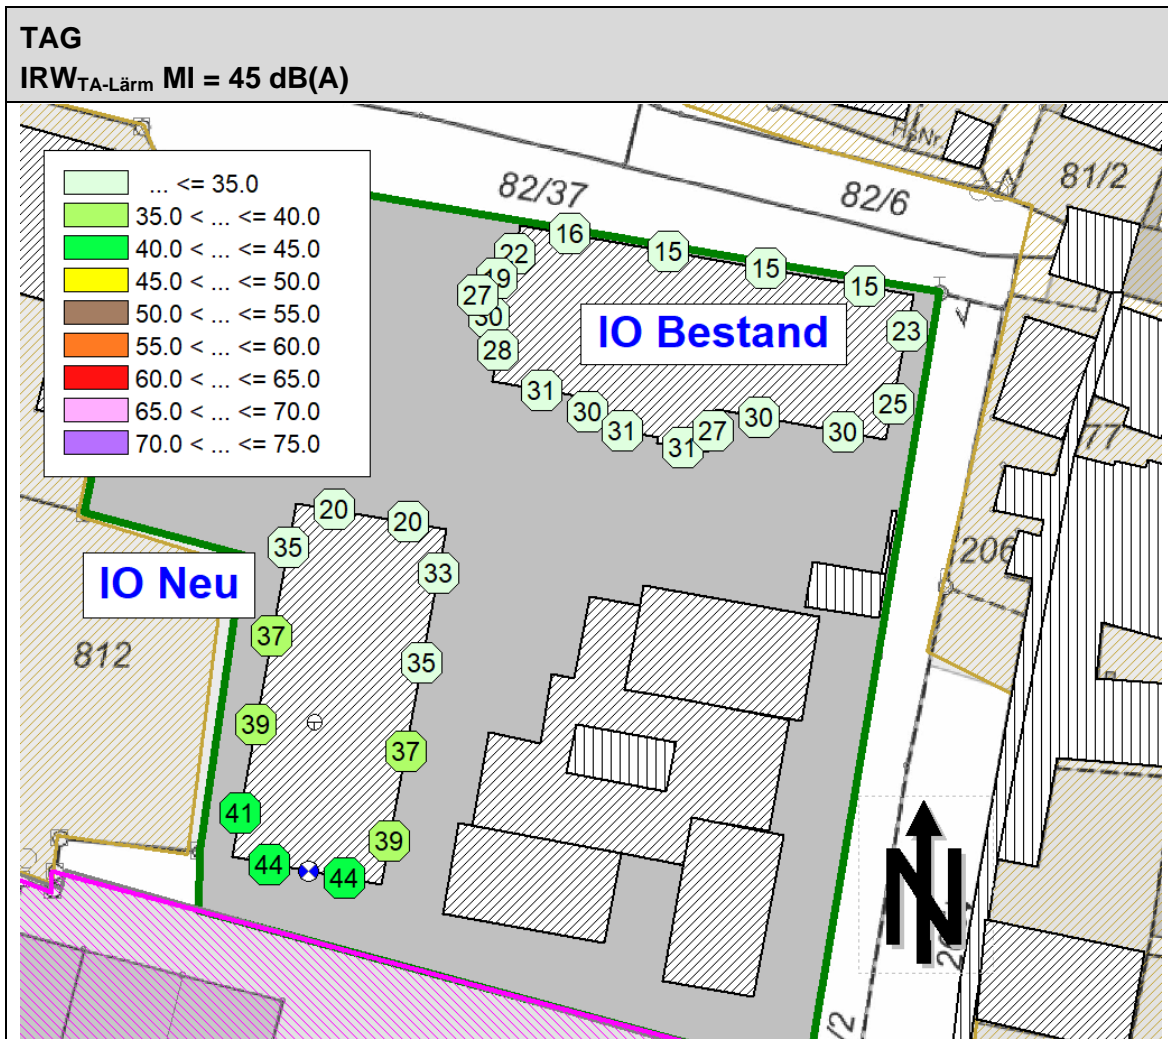 TAG
IRW_TA-Lärm MI = 45 dB(A)
... <= 35.0
35.0 < ... <= 40.0
40.0 < ... <= 45.0
45.0 < ... <= 50.0
50.0 < ... <= 55.0
55.0 < ... <= 60.0
60.0 < ... <= 65.0
65.0 < ... <= 70.0
70.0 < ... <= 75.0
HsNr.
82/37
82/6
81/2
16
22
15
15
15
19
27
30
28
23
IO Bestand
31
30
31
31
27
30
30
25
77
20
20
35
33
IO Neu
206
37
35
812
39
37
41
39
44
44
N
/2